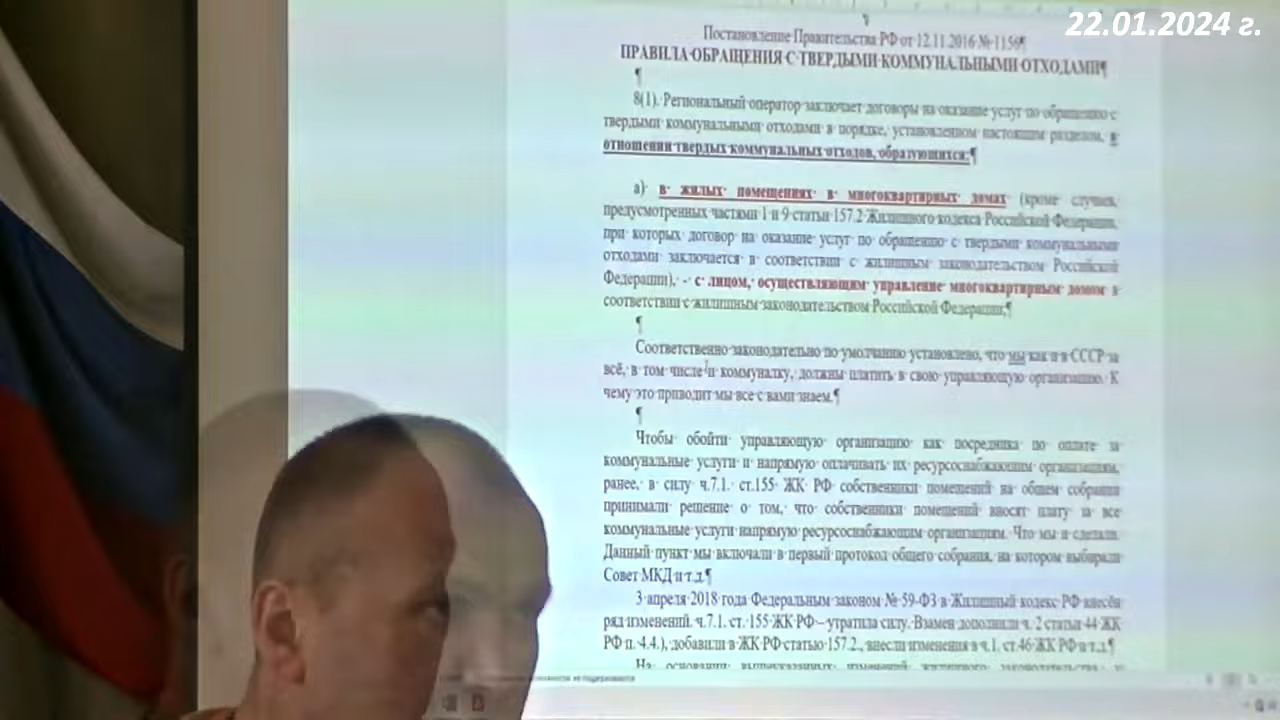 22.01.2024 г.
Постановление Правительства РФ от 12.11.2016 № 1156¶
ПРАВИЛА ОБРАЩЕНИЯ С ТВЕРДЫМИ КОММУНАЛЬНЫМИ ОТХОДАМИ¶
¶
8(1). Региональный оператор заключает договоры на оказание услуг по обращению с
твердыми коммунальными отходами в порядке, установленном настоящим разделом, в
отношении твердых коммунальных отходов, образующихся:¶
а) в жилых помещениях в многоквартирных домах (кроме случаев,
предусмотренных частями 1 и 9 статьи 157.2 Жилищного кодекса Российской Федерации,
при которых договор на оказание услуг по обращению с твердыми коммунальными
отходами заключается в соответствии с жилищным законодательством Российской
Федерации), - с лицом, осуществляющим управление многоквартирным домом в
соответствии с жилищным законодательством Российской Федерации;¶
¶
Соответственно законодательно по умолчанию установлено, что мы как и в СССР за
всё, в том числе и коммуналку, должны платить в свою управляющую организацию. К
чему это приводит мы все с вами знаем.¶
¶
Чтобы обойти управляющую организацию как посредника по оплате за
коммунальные услуги и напрямую оплачивать их ресурсоснабжающим организациям,
ранее, в силу ч.7.1. ст.155 ЖК РФ собственники помещений на общем собрании
принимали решение о том, что собственники помещений вносят плату за все
коммунальные услуги напрямую ресурсоснабжающим организациям. Что мы и сделали.
Данный пункт мы включали в первый протокол общего собрания, на котором выбирали
Совет МКД и т.д.¶
3 апреля 2018 года Федеральным законом № 59-ФЗ в Жилищный кодекс РФ внесён
ряд изменений. ч.7.1. ст. 155 ЖК РФ – утратила силу. Взамен дополнили ч. 2 статьи 44 ЖК
РФ п. 4.4.), добавили в ЖК РФ статью 157.2., внесли изменения в ч.1. ст.46 ЖК РФ и т.д.¶
На основании вышеуказанных изменений жилищного законодательства